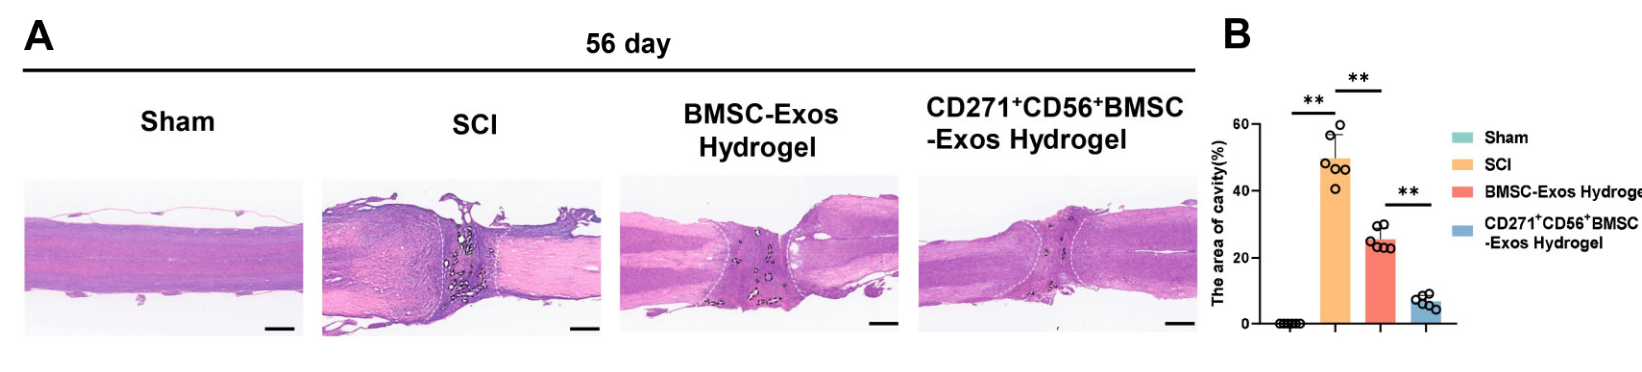 A
56 day
Sham
SCI
BMSC-Exos
Hydrogel
CD271⁺CD56⁺BMSC
-Exos Hydrogel
B
The area of cavity(%)
60
40
20
0
**
**
**
Sham
SCI
BMSC-Exos Hydroge
CD271⁺CD56⁺BMSC
-Exos Hydrogel